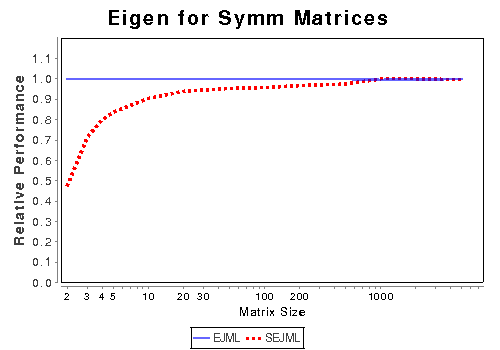 Eigen for Symm Matrices
Relative Performance
1.1
1.0
0.9
0.8
0.7
0.6
0.5
0.4
0.3
0.2
0.1
0.0
2 3 4 5 10 20 30 100 200 1000
Matrix Size
EJML SEJML